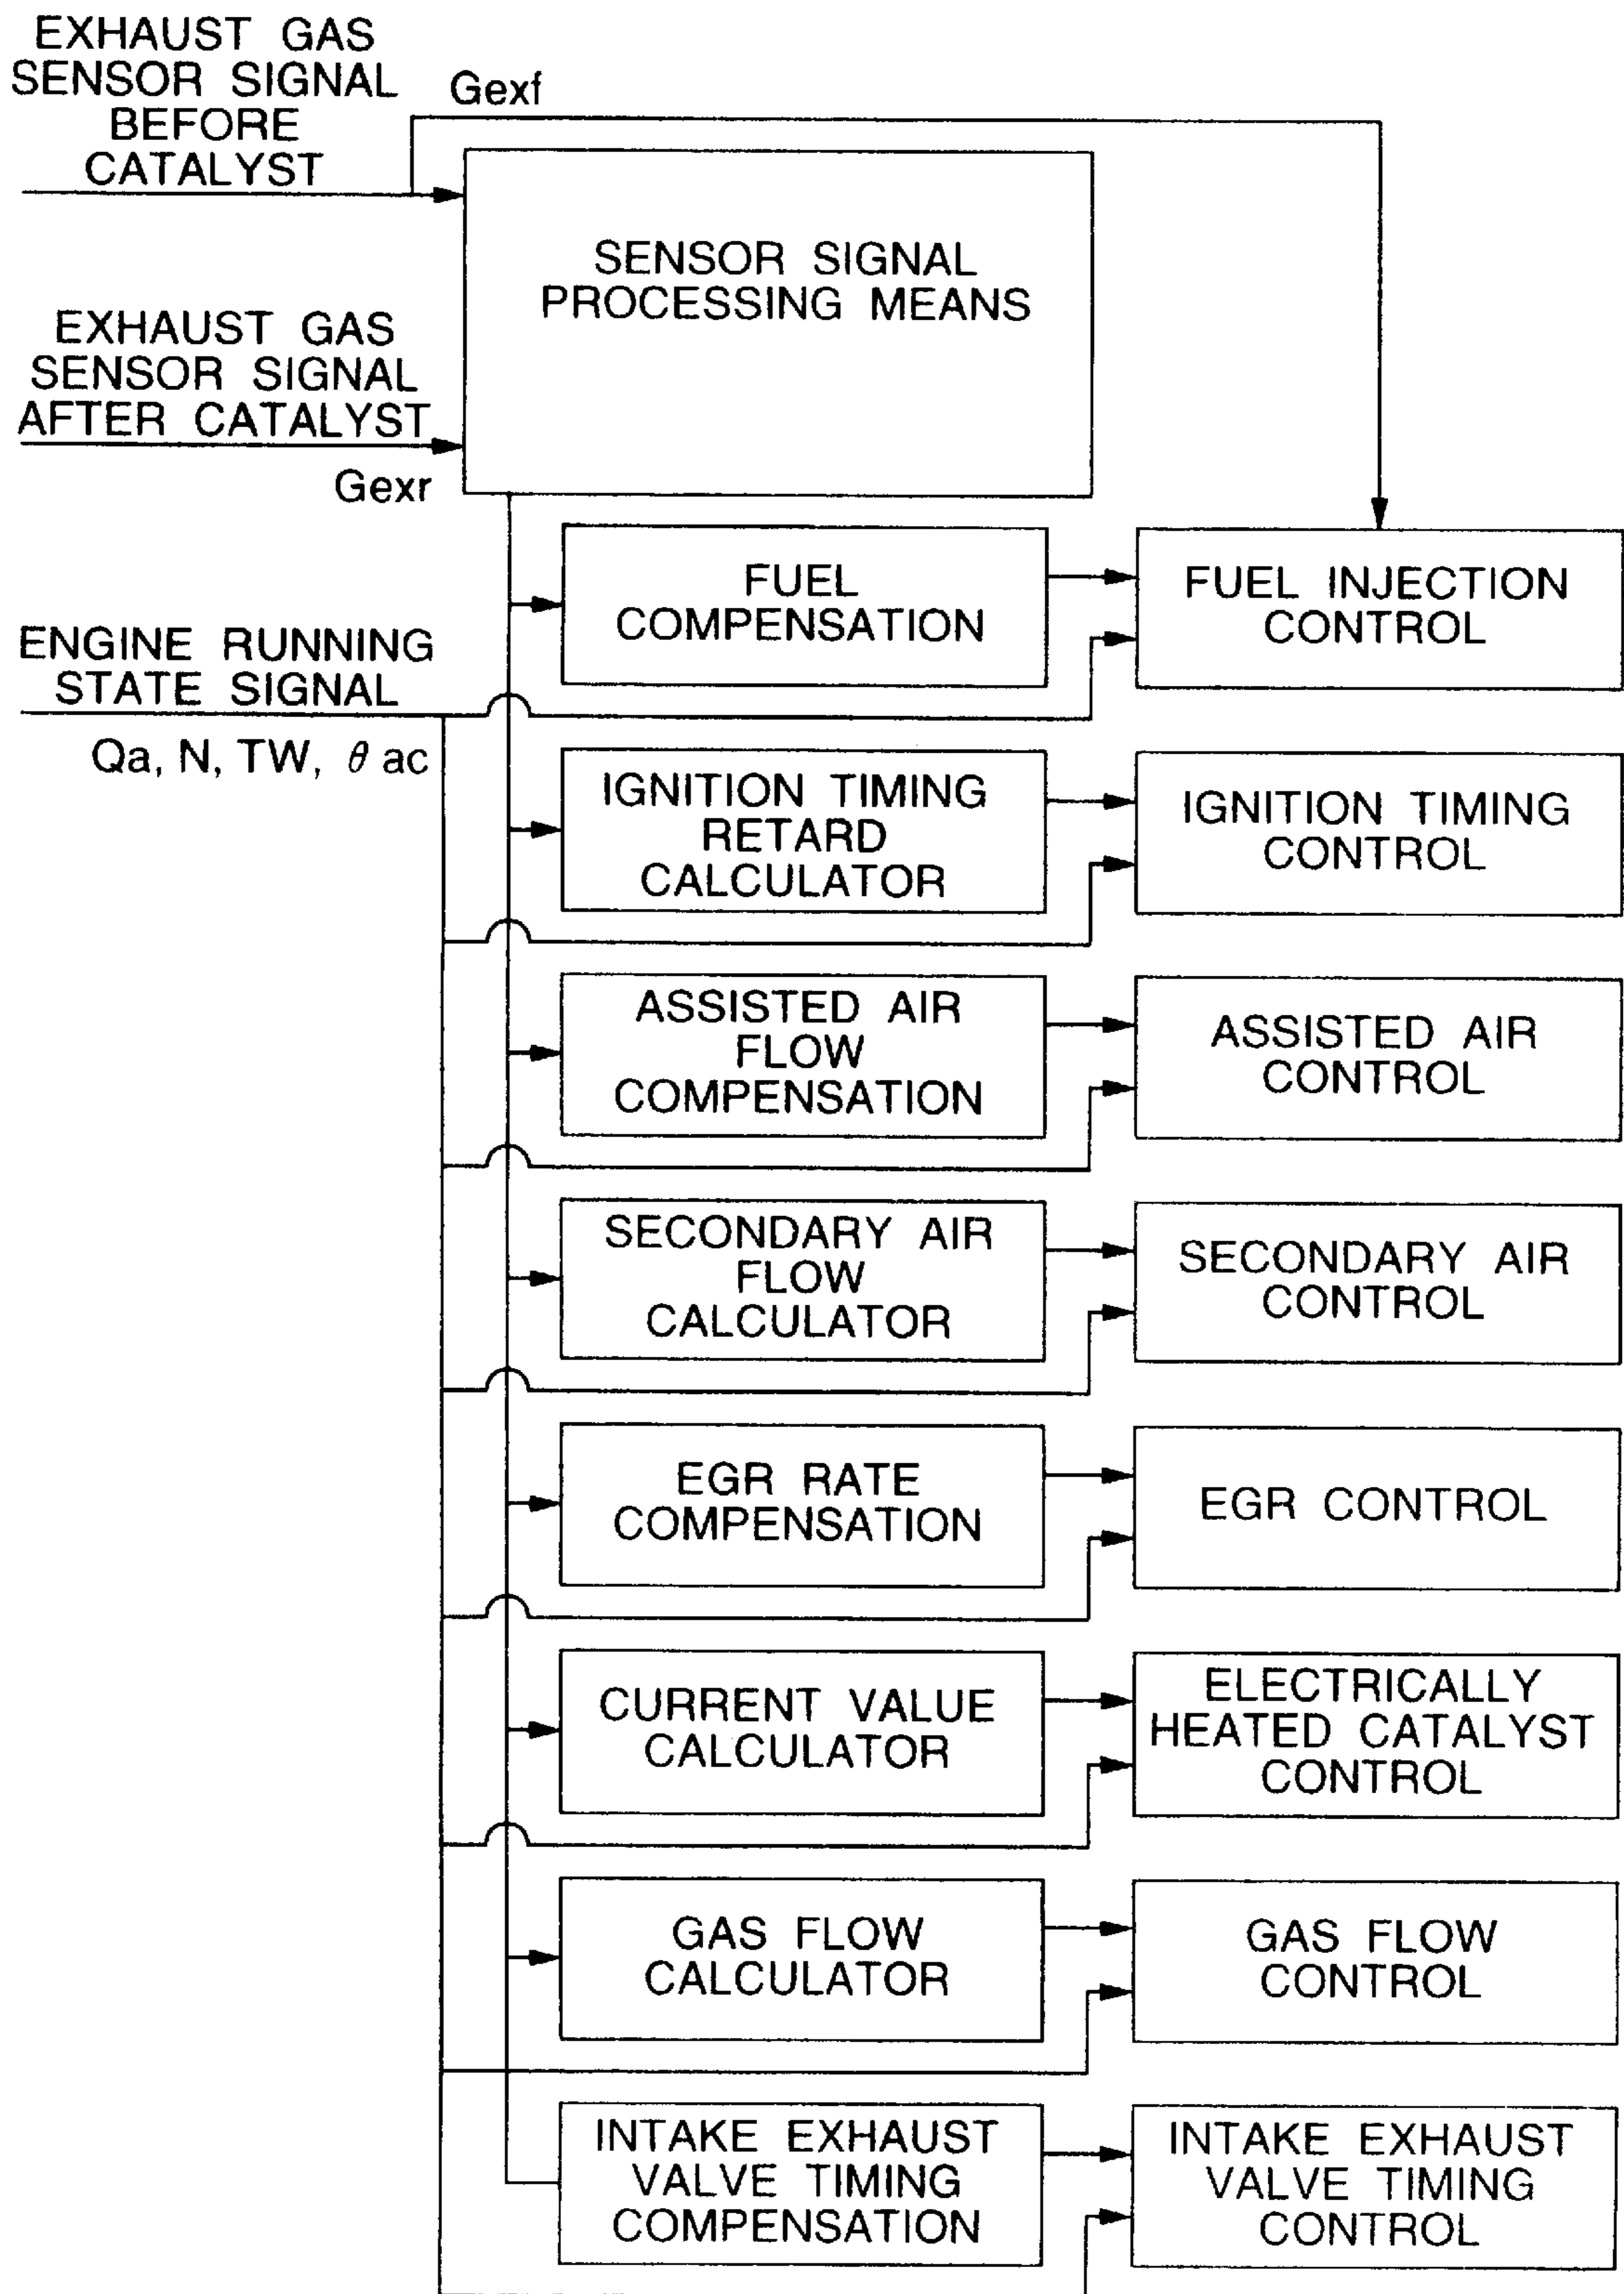 EXHAUST GAS
SENSOR SIGNAL
BEFORE
CATALYST
Gexf
SENSOR SIGNAL
PROCESSING MEANS
EXHAUST GAS
SENSOR SIGNAL
AFTER CATALYST
Gexr
FUEL
COMPENSATION
FUEL INJECTION
CONTROL
ENGINE RUNNING
STATE SIGNAL
Qa, N, TW, θ ac
IGNITION TIMING
RETARD
CALCULATOR
IGNITION TIMING
CONTROL
ASSISTED AIR
FLOW
COMPENSATION
ASSISTED AIR
CONTROL
SECONDARY AIR
FLOW
CALCULATOR
SECONDARY AIR
CONTROL
EGR RATE
COMPENSATION
EGR CONTROL
CURRENT VALUE
CALCULATOR
ELECTRICALLY
HEATED CATALYST
CONTROL
GAS FLOW
CALCULATOR
GAS FLOW
CONTROL
INTAKE EXHAUST
VALVE TIMING
COMPENSATION
INTAKE EXHAUST
VALVE TIMING
CONTROL